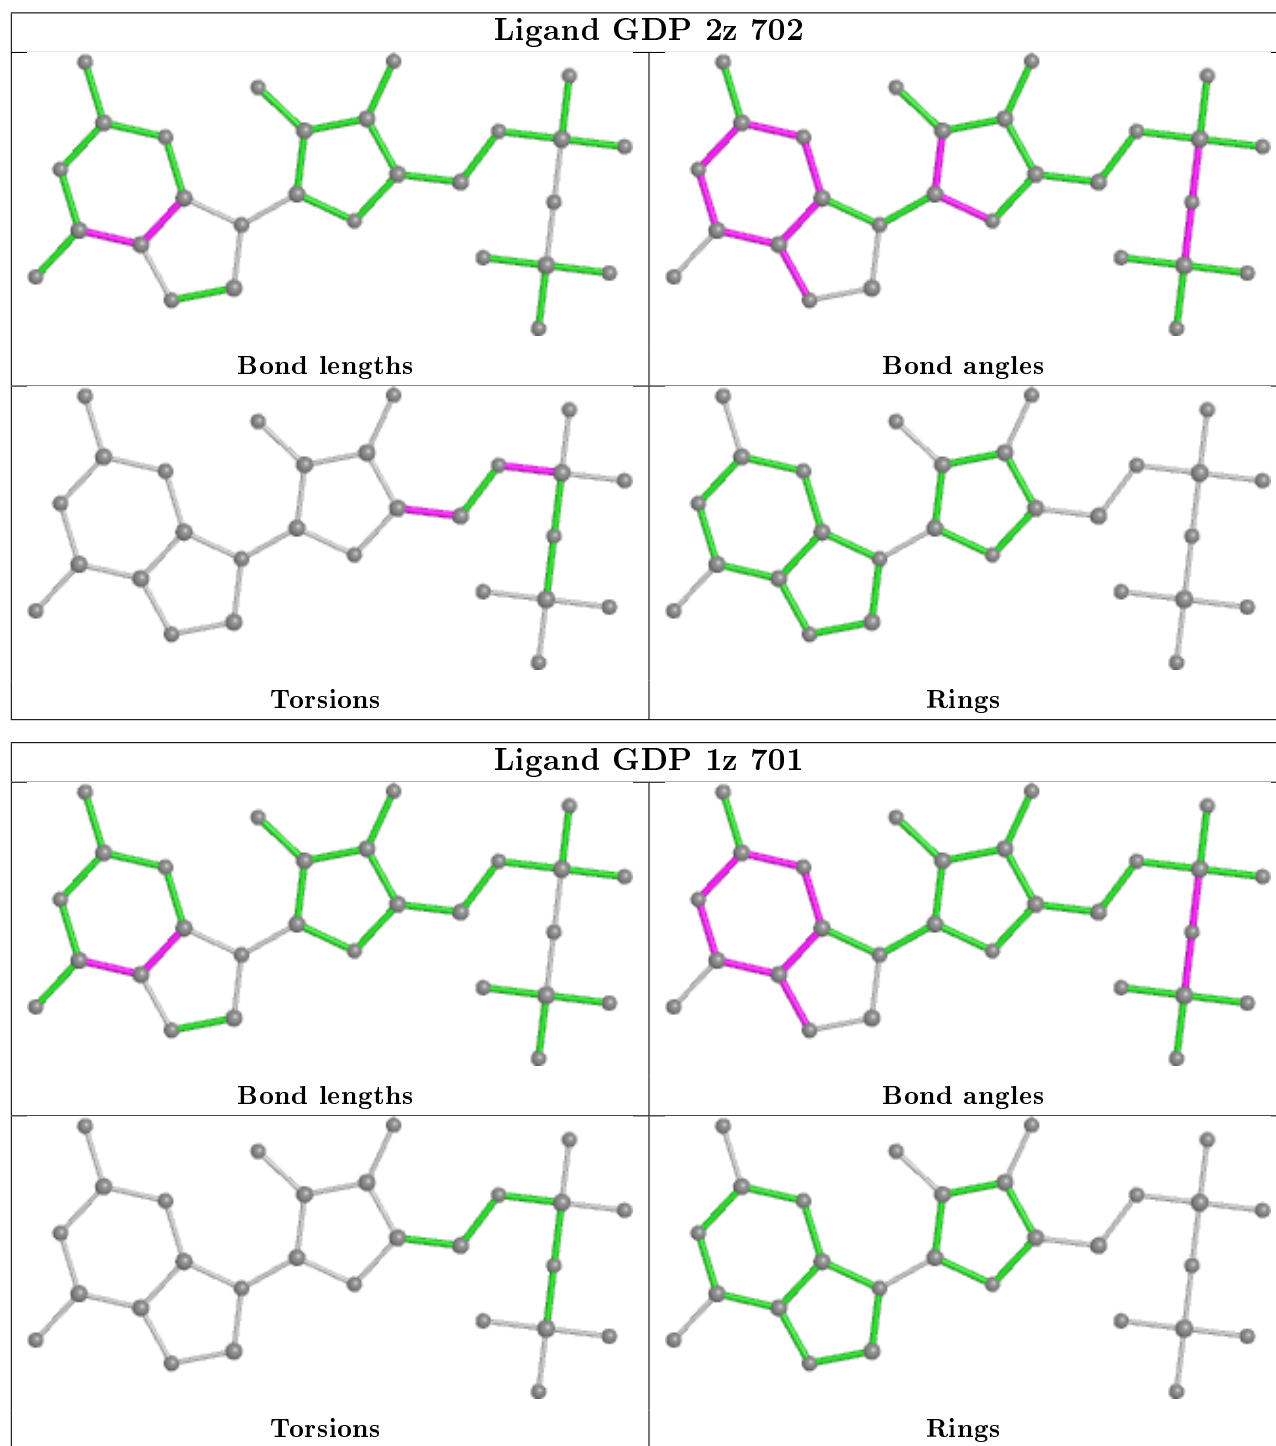 Ligand GDP 2z 702
Bond lengths
Bond angles
Torsions
Rings
Ligand GDP 1z 701
Bond lengths
Bond angles
Torsions
Rings